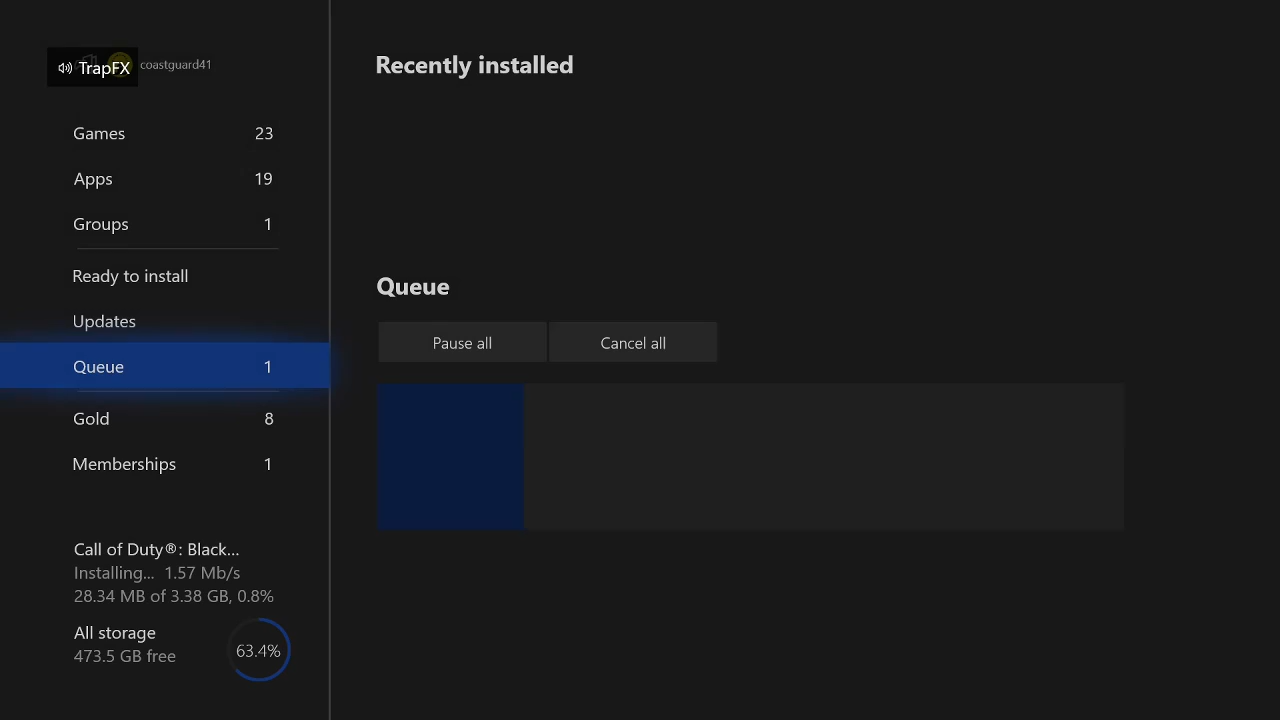 TrapFX
coastguard41
Games 23
Apps 19
Groups 1
Ready to install
Updates
Queue 1
Gold 8
Memberships 1
Call of Duty®: Black...
Installing... 1.57 Mb/s
28.34 MB of 3.38 GB, 0.8%
All storage
473.5 GB free
63.4%
Recently installed
Queue
Pause all Cancel all